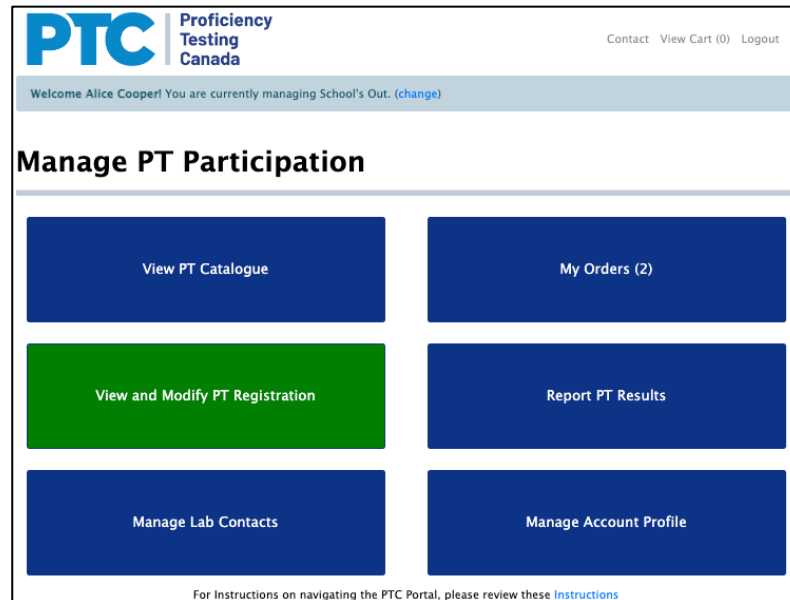 PTC
Proficiency
Testing
Canada
Contact View Cart (0) Logout
Welcome Alice Cooper! You are currently managing School's Out. (change)
Manage PT Participation
View PT Catalogue
My Orders (2)
View and Modify PT Registration
Report PT Results
Manage Lab Contacts
Manage Account Profile
For Instructions on navigating the PTC Portal, please review these Instructions